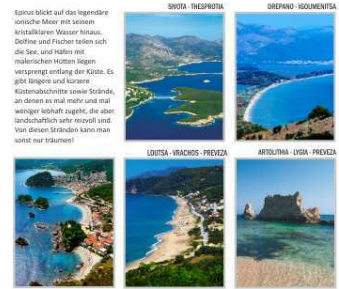 Epirus blickt auf das legendäre
ionische Meer mit seinem
kristallklaren Wasser hinaus.
Delfine und Fischer teilen sich
die See, und Häfen mit
malerischen Hütten liegen
versprengt entlang der Küste. Es
gibt längere und kürzere
Küstenabschnitte sowie Strände,
an denen es mal mehr und mal
weniger lebhaft zugeht, die aber
landschaftlich sehr reizvoll sind.
Von diesen Stränden kann man
sonst nur träumen!
SIVOTA - THESPROTIA
DREPANO - IGOUMENITSA
LOUTSA - VRACHOS - PREVEZA
ARTOLITHIA - LYGIA - PREVEZA